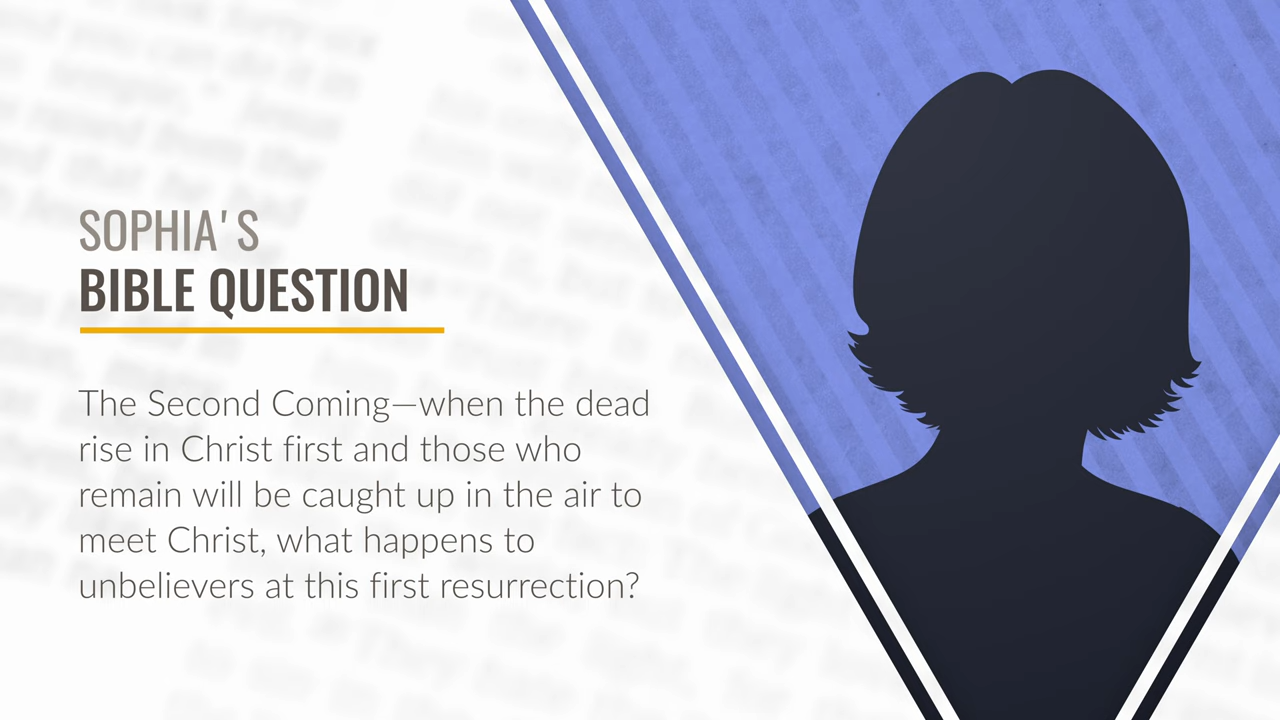 SOPHIA'S
BIBLE QUESTION
The Second Coming—when the dead
rise in Christ first and those who
remain will be caught up in the air to
meet Christ, what happens to
unbelievers at this first resurrection?